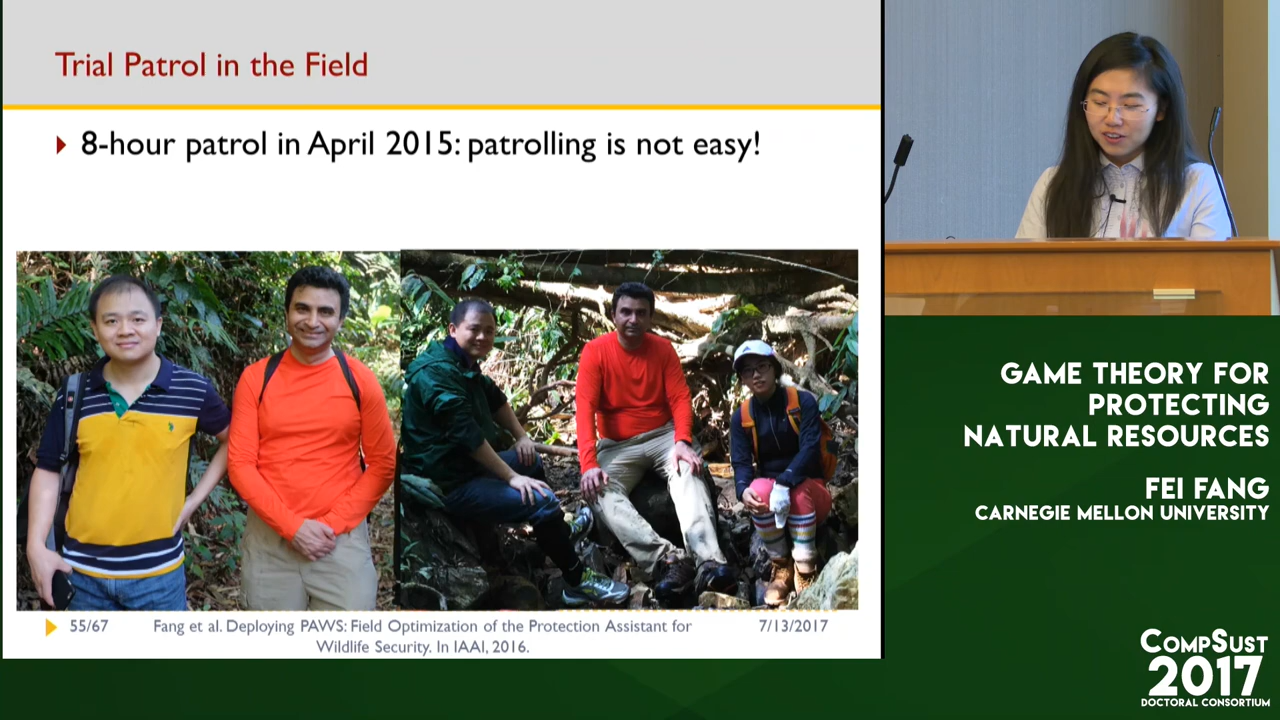 Trial Patrol in the Field
8-hour patrol in April 2015: patrolling is not easy!
55/67
Fang et al. Deploying PAWS: Field Optimization of the Protection Assistant for
Wildlife Security. In IAAI, 2016.
7/13/2017
GAME THEORY FOR
PROTECTING
NATURAL RESOURCES
FEI FANG
CARNEGIE MELLON UNIVERSITY
COMPSUST
2017
DOCTORAL CONSORTIUM